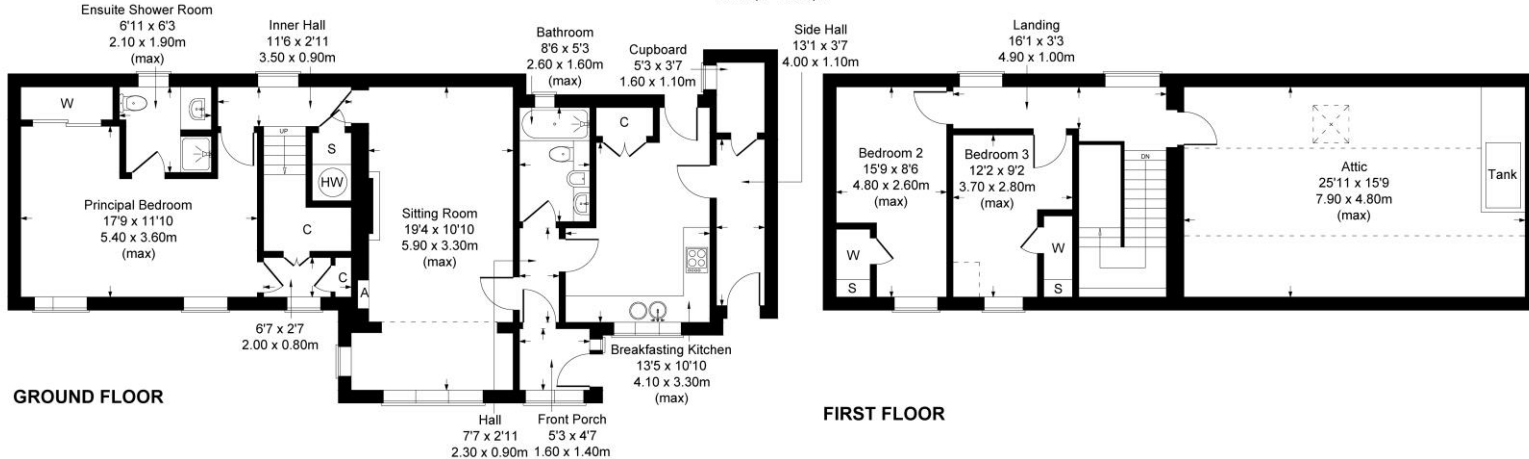 Ensuite Shower Room
6'11 x 6'3
2.10 x 1.90m
(max)
Inner Hall
11'6 x 2'11
3.50 x 0.90m
Bathroom
8'6 x 5'3
2.60 x 1.60m
(max)
Cupboard
5'3 x 3'7
1.60 x 1.10m
Side Hall
13'1 x 3'7
4.00 x 1.10m
W
UP
S
HW
C
Principal Bedroom
17'9 x 11'10
5.40 x 3.60m
(max)
C
C
A
Sitting Room
19'4 x 10'10
5.90 x 3.30m
(max)
6'7 x 2'7
2.00 x 0.80m
Breakfasting Kitchen
13'5 x 10'10
4.10 x 3.30m
(max)
Hall
7'7 x 2'11
2.30 x 0.90m
Front Porch
5'3 x 4'7
1.60 x 1.40m
GROUND FLOOR
Landing
16'1 x 3'3
4.90 x 1.00m
Bedroom 2
15'9 x 8'6
4.80 x 2.60m
(max)
Bedroom 3
12'2 x 9'2
3.70 x 2.80m
(max)
DN
Attic
25'11 x 15'9
7.90 x 4.80m
(max)
Tank
W
S
W
S
FIRST FLOOR